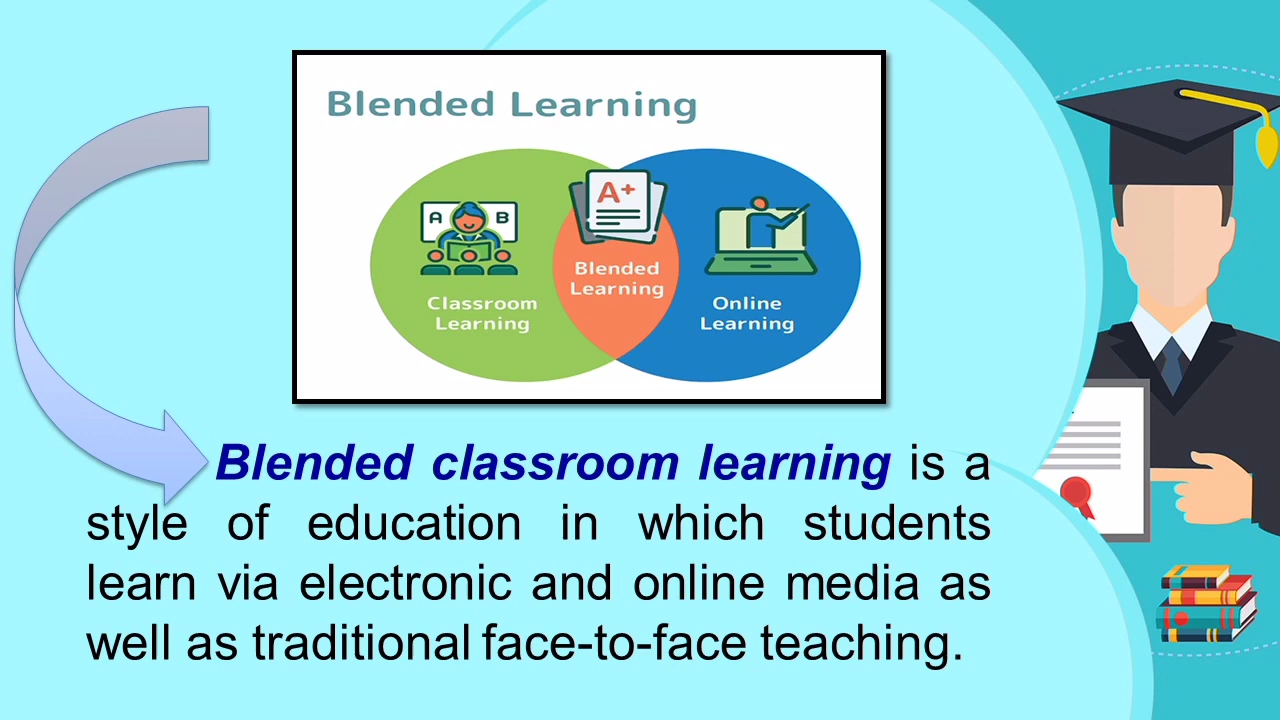 Blended Learning
A B
A+
Classroom
Learning
Blended
Learning
Online
Learning
Blended classroom learning is a
style of education in which students
learn via electronic and online media as
well as traditional face-to-face teaching.